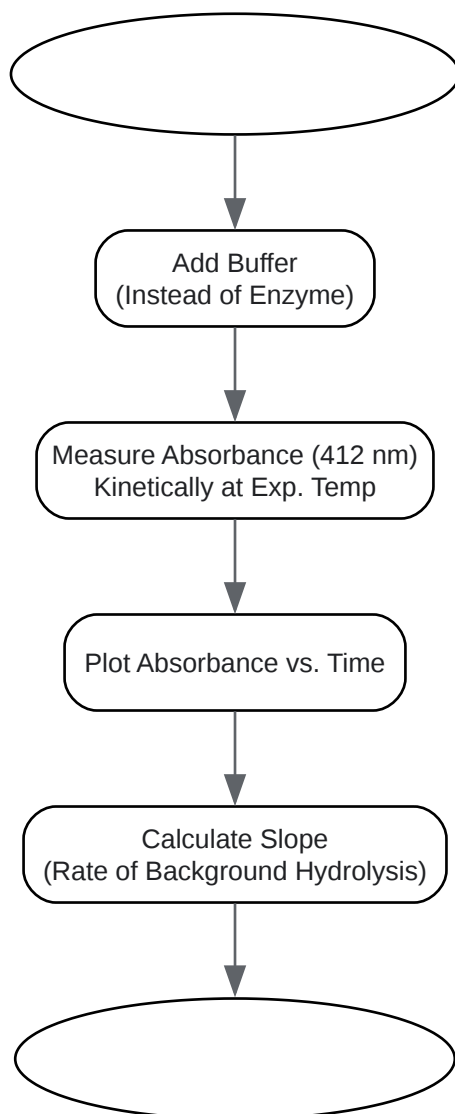 Add Buffer
(Instead of Enzyme)
Measure Absorbance (412 nm)
Kinetically at Exp. Temp
Plot Absorbance vs. Time
Calculate Slope
(Rate of Background Hydrolysis)